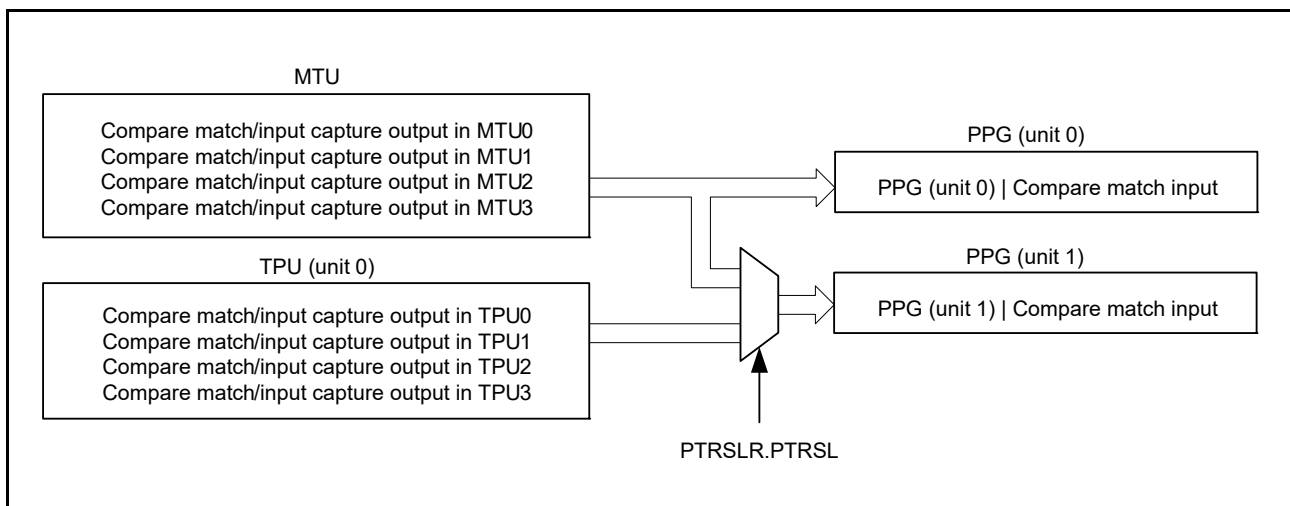 MTU
Compare match/input capture output in MTU0
Compare match/input capture output in MTU1
Compare match/input capture output in MTU2
Compare match/input capture output in MTU3
TPU (unit 0)
Compare match/input capture output in TPU0
Compare match/input capture output in TPU1
Compare match/input capture output in TPU2
Compare match/input capture output in TPU3
PPG (unit 0)
PPG (unit 0) | Compare match input
PPG (unit 1)
PPG (unit 1) | Compare match input
PTRSLR.PTRSL